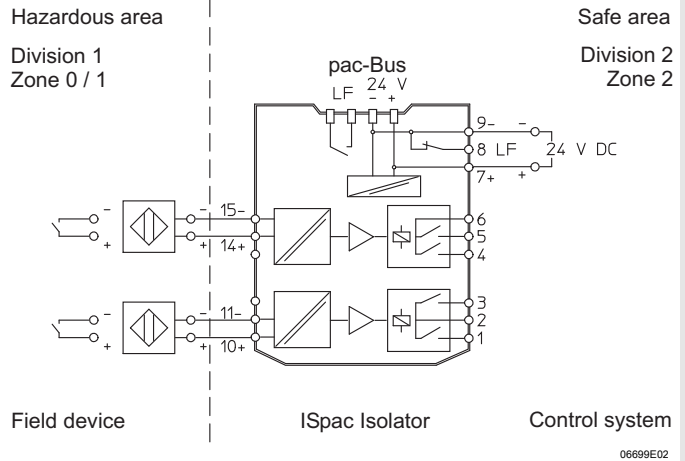 Hazardous area
Safe area
Division 1
Zone 0 / 1
Division 2
Zone 2
pac-Bus
LF 24 V
- +
9-
-
8 LF
24 V DC
7+
+
-
-
15-
+
+
14+
6
5
4
-
-
11-
+
+
10+
3
2
1
Field device
ISpac Isolator
Control system
06699E02